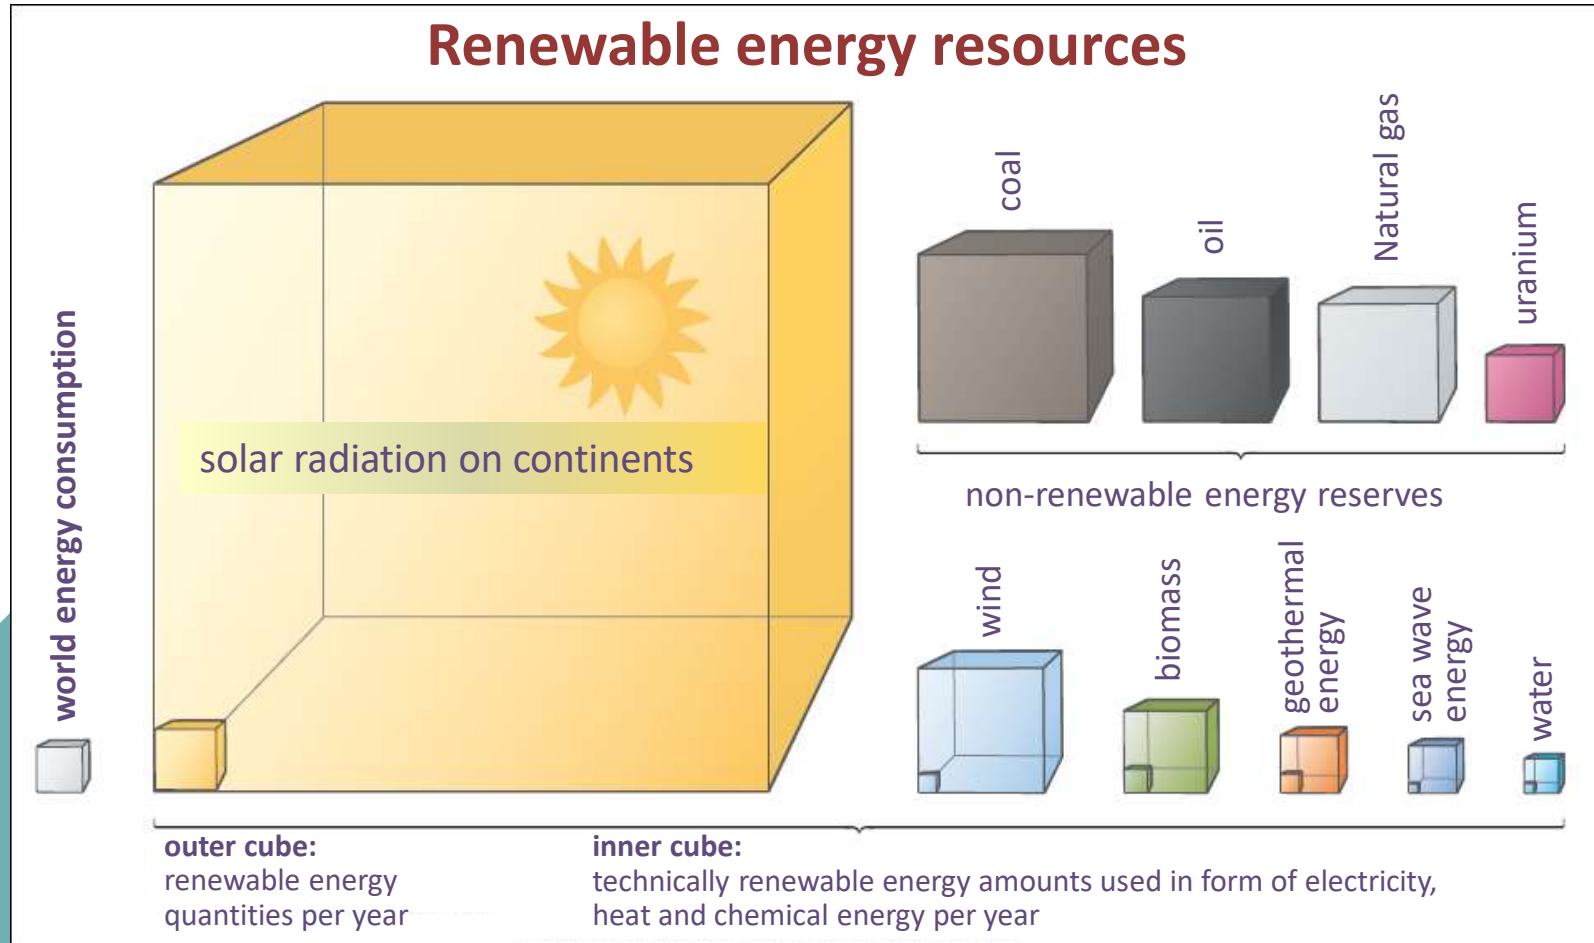 Renewable energy resources
world energy consumption
solar radiation on continents
coal
oil
Natural gas
uranium
non-renewable energy reserves
wind
biomass
geothermal
energy
sea wave
energy
water
outer cube:
renewable energy
quantities per year
inner cube:
technically renewable energy amounts used in form of electricity,
heat and chemical energy per year